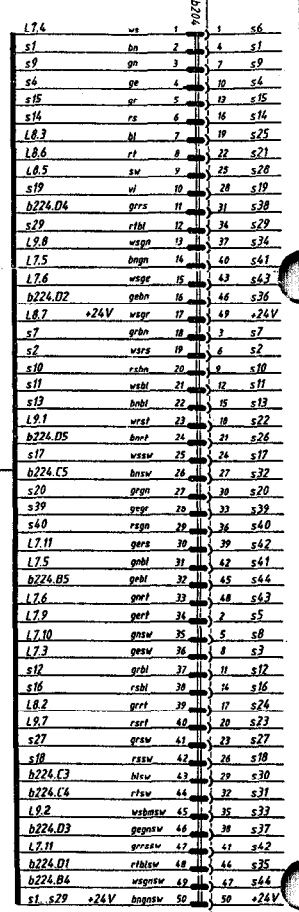 b204
L7.4 ws 1 1 s6
s1 bn 2 4 s1
s9 gn 3 7 s9
s4 ge 4 10 s4
s15 gr 5 13 s15
s14 rs 6 16 s14
L8.3 bl 7 19 s25
L8.6 rt 8 22 s21
L8.5 sw 9 25 s28
s19 vi 10 28 s19
b224.D4 grrs 11 31 s38
s29 rtbl 12 34 s29
L9.8 wsgn 13 37 s34
L7.5 bngn 14 40 s41
L7.6 wsge 15 43 s43
b224.D2 gebn 16 46 s36
L8.7 +24V wsgr 17 49 +24V
s7 grbn 18 3 s7
s2 wsrs 19 6 s2
s10 rsbn 20 9 s10
s11 wsbl 21 12 s11
s13 bnbl 22 15 s13
L9.1 wrst 23 18 s22
b224.D5 bnrt 24 21 s26
s17 wssw 25 24 s17
b224.C5 bnsw 26 27 s32
s20 grgn 27 30 s20
s39 gegr 28 33 s39
s40 rsgn 29 36 s40
L7.11 gers 30 39 s42
L7.5 gnbl 31 42 s41
b224.B5 gebl 32 45 s44
L7.6 gnrt 33 48 s43
L7.9 gert 34 2 s5
L7.10 gnsw 35 5 s8
L7.3 gesw 36 8 s3
s12 grbl 37 11 s12
s16 rsbl 38 14 s16
L8.2 grrt 39 17 s24
L9.7 rsrt 40 20 s23
s27 grsw 41 23 s27
s18 rssw 42 26 s18
b224.C3 blsw 43 29 s30
b224.C4 rtsw 44 32 s31
L9.2 wsbnsw 45 35 s33
b224.D3 gegnsw 46 38 s37
L7.11 grrssw 47 41 s42
b224.D1 rtblsw 48 44 s35
b224.B4 wsgnsw 49 47 s44
s1...s29 +24V bngnsw 50 50 +24V